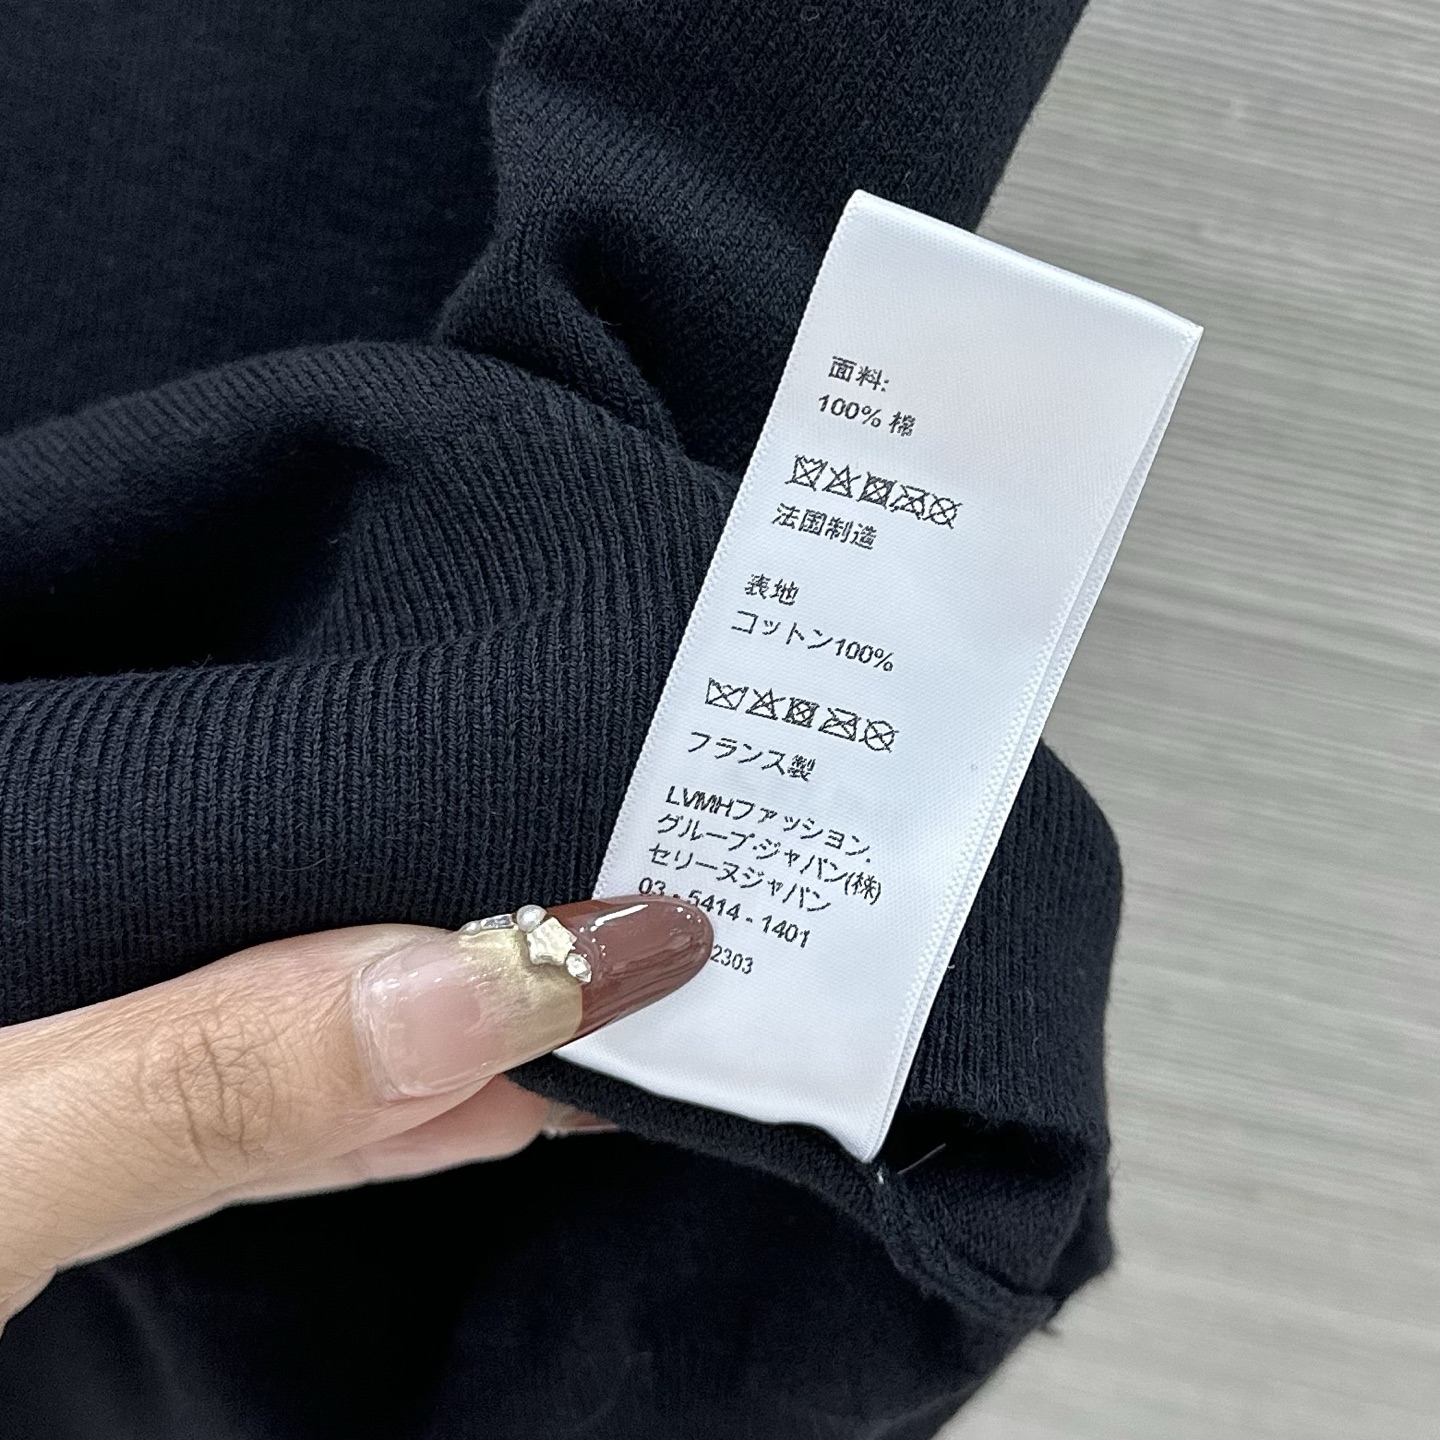 面料:
100% 棉
法国制造
表地
コットン100%
フランス製
LVMHファッション.
グループ・ジャパン(株)
セリーヌジャパン
03 - 5414 - 1401
2303